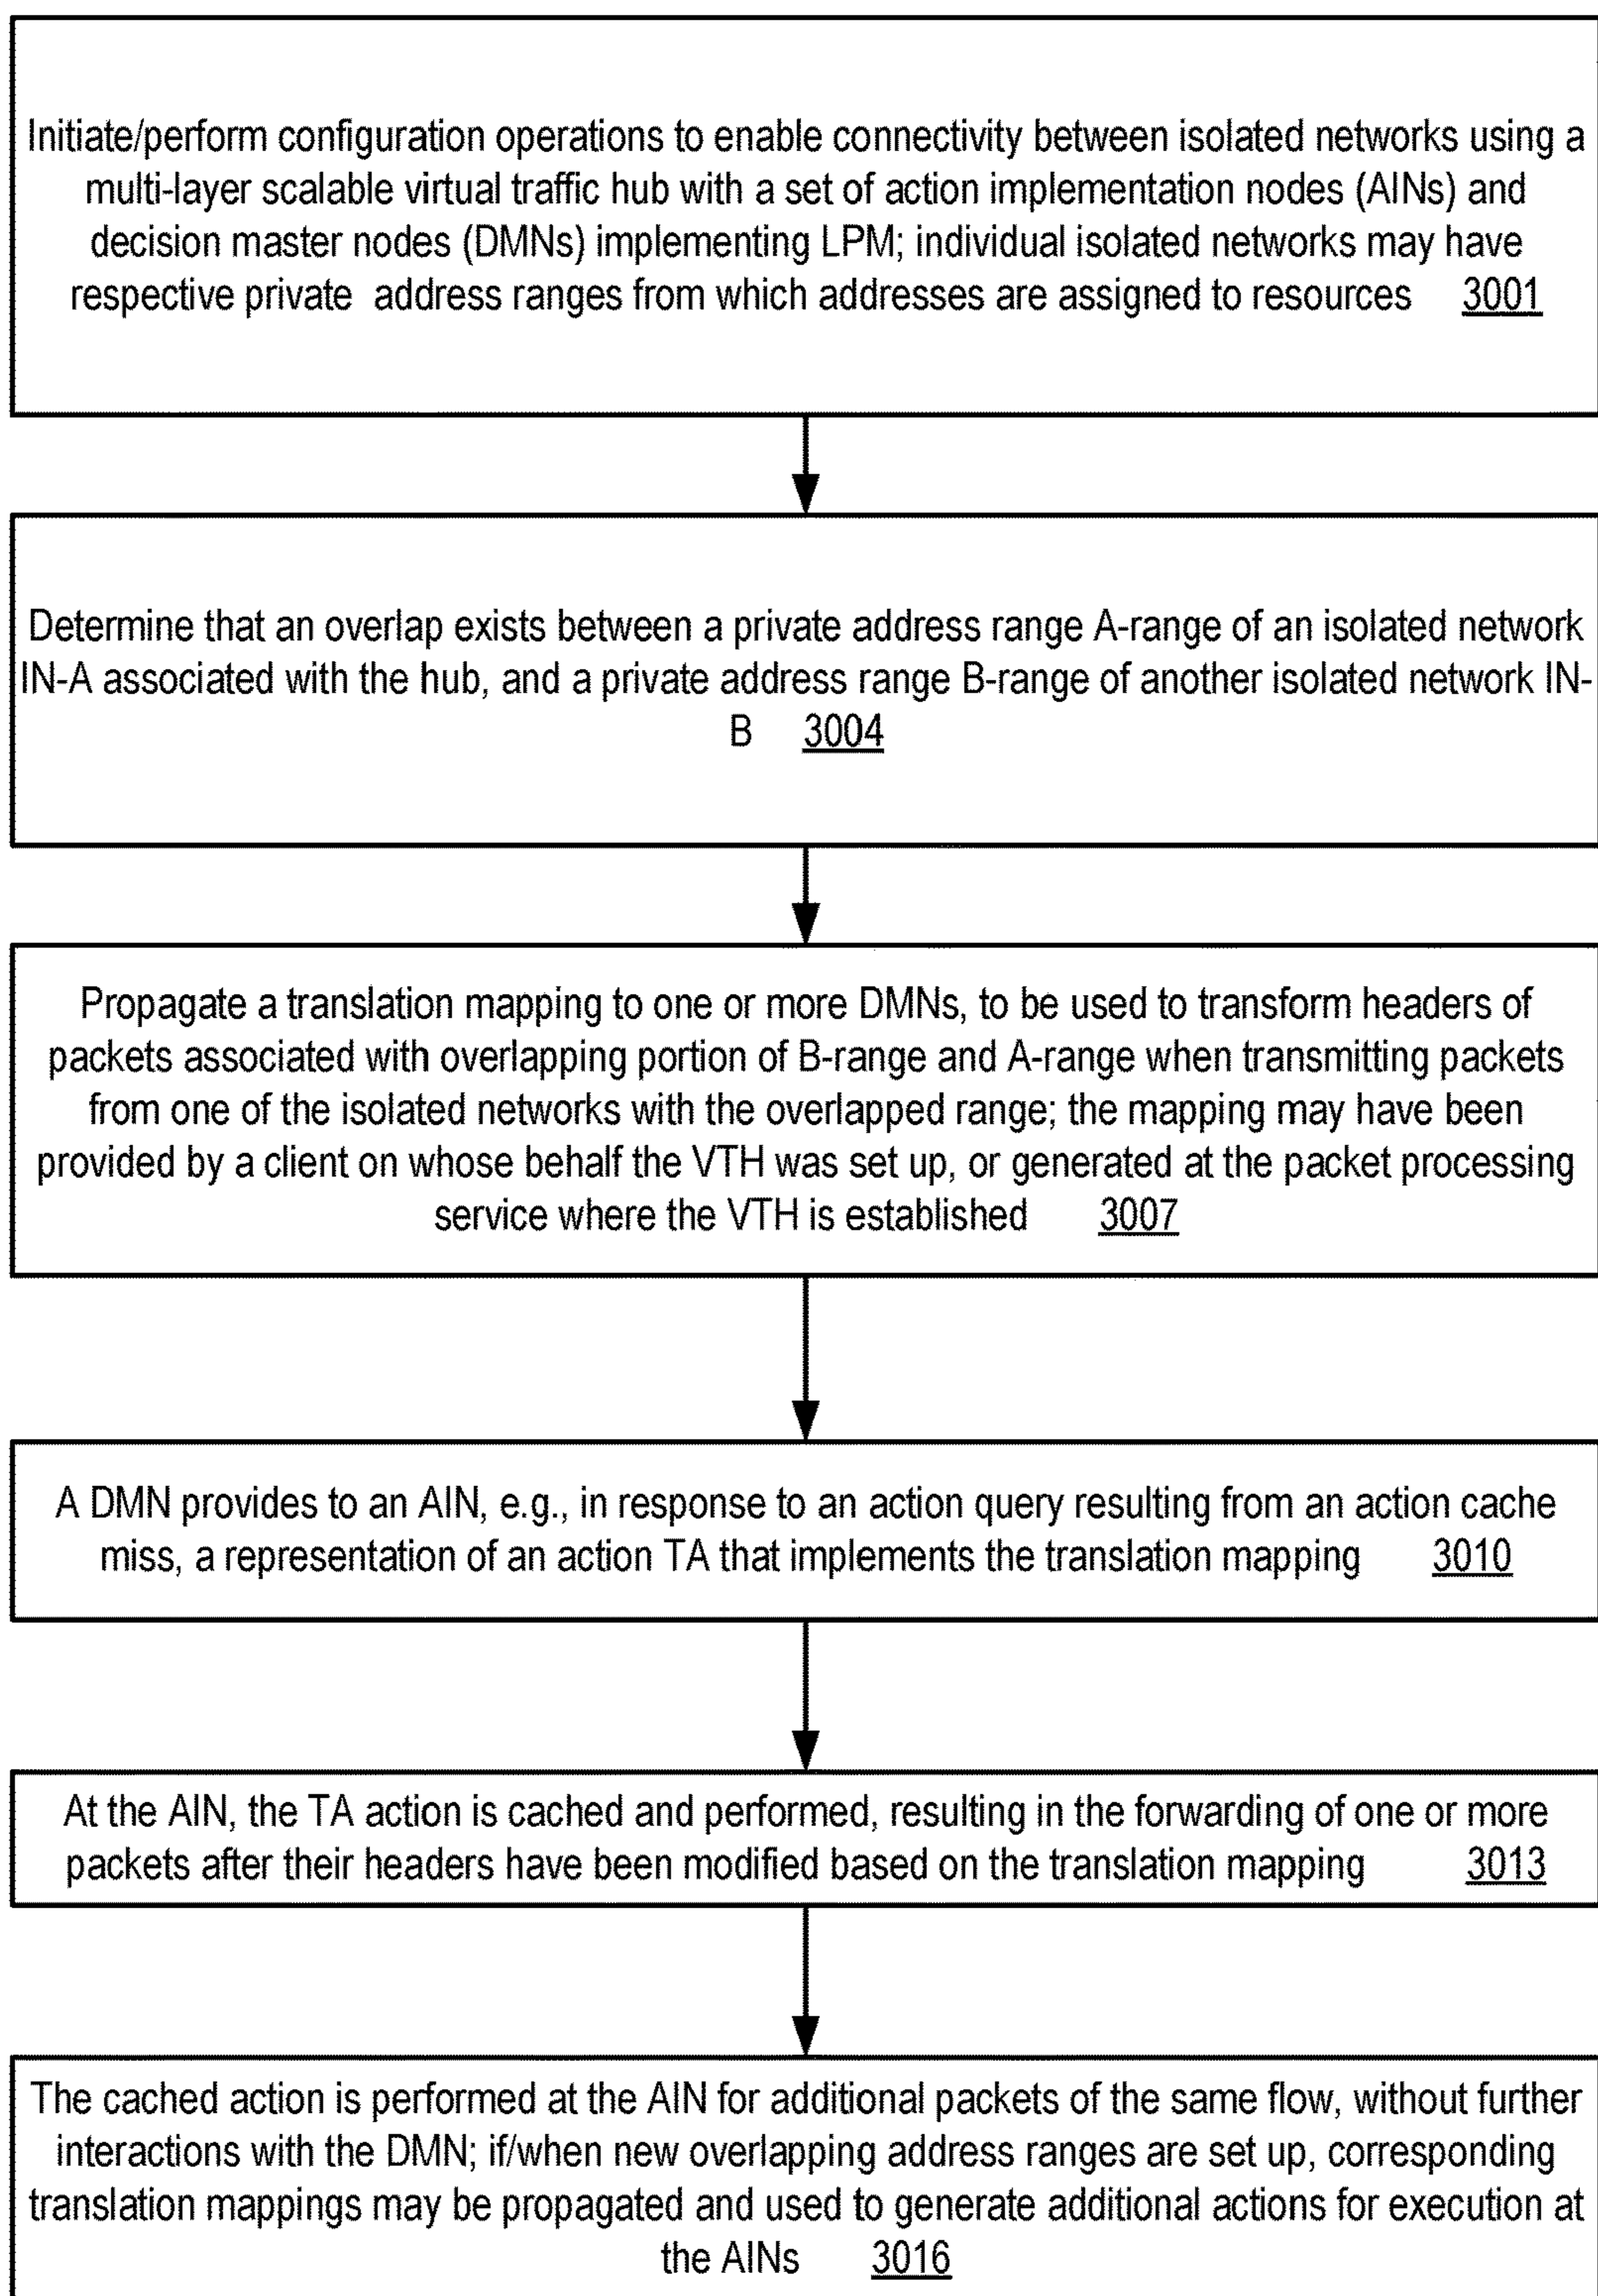 Initiate/perform configuration operations to enable connectivity between isolated networks using a
multi-layer scalable virtual traffic hub with a set of action implementation nodes (AINs) and
decision master nodes (DMNs) implementing LPM; individual isolated networks may have
respective private address ranges from which addresses are assigned to resources 3001
Determine that an overlap exists between a private address range A-range of an isolated network
IN-A associated with the hub, and a private address range B-range of another isolated network IN-
B 3004
Propagate a translation mapping to one or more DMNs, to be used to transform headers of
packets associated with overlapping portion of B-range and A-range when transmitting packets
from one of the isolated networks with the overlapped range; the mapping may have been
provided by a client on whose behalf the VTH was set up, or generated at the packet processing
service where the VTH is established 3007
A DMN provides to an AIN, e.g., in response to an action query resulting from an action cache
miss, a representation of an action TA that implements the translation mapping 3010
At the AIN, the TA action is cached and performed, resulting in the forwarding of one or more
packets after their headers have been modified based on the translation mapping 3013
The cached action is performed at the AIN for additional packets of the same flow, without further
interactions with the DMN; if/when new overlapping address ranges are set up, corresponding
translation mappings may be propagated and used to generate additional actions for execution at
the AINs 3016